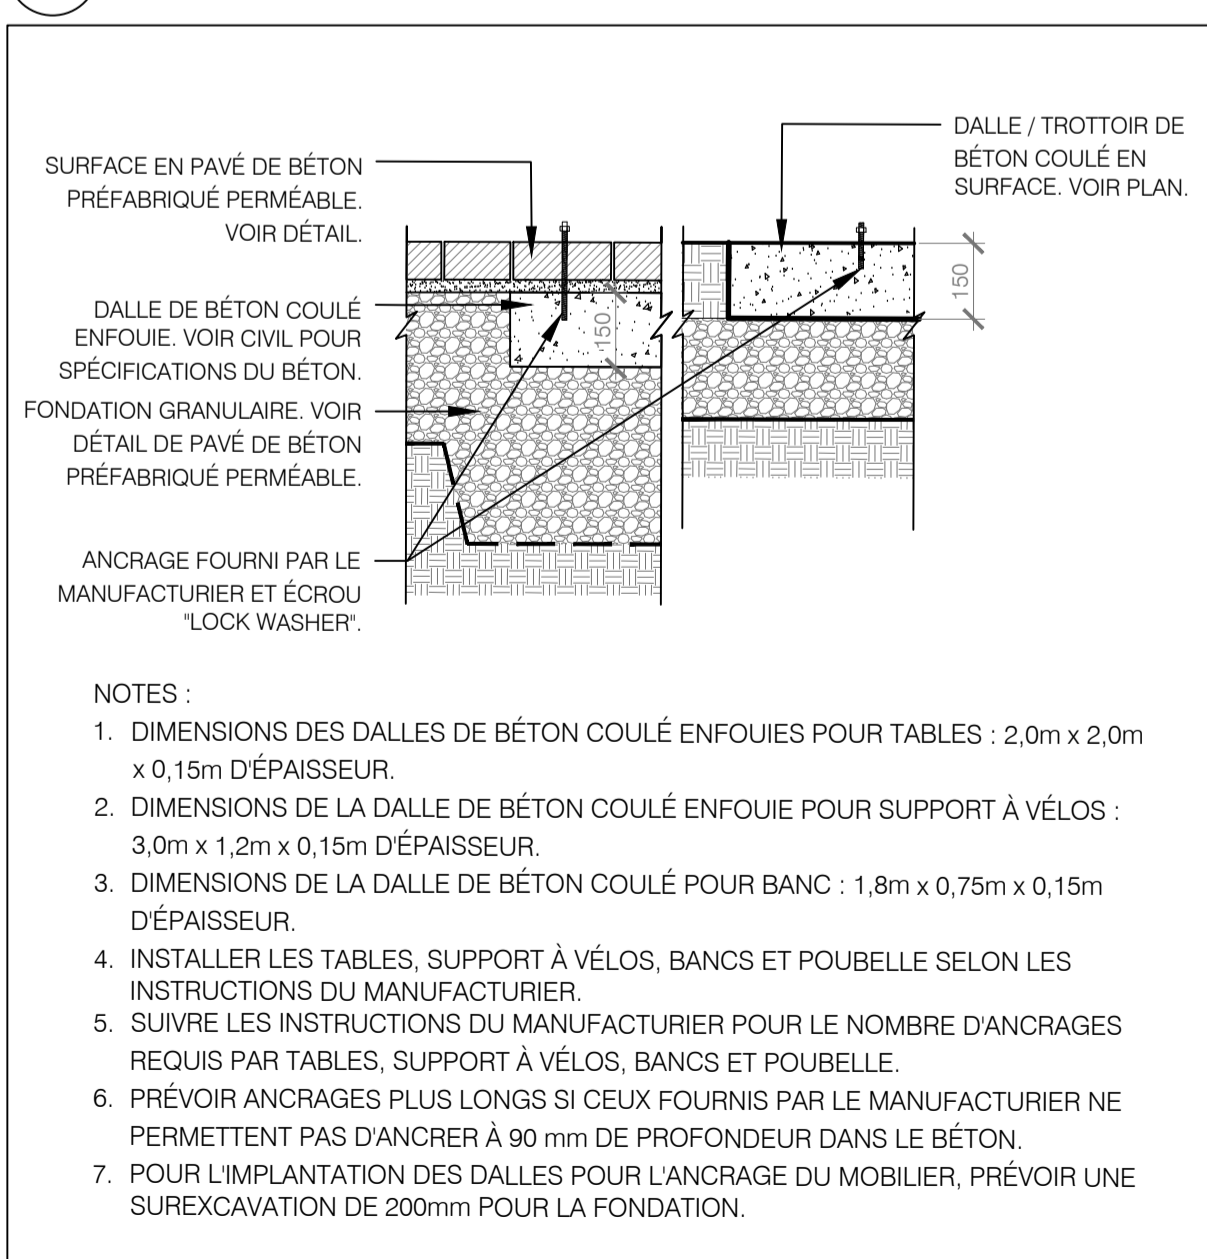 SURFACE EN PAVÉ DE BÉTON
PRÉFABRIQUÉ PERMÉABLE.
VOIR DÉTAIL.
DALLE DE BÉTON COULÉ
ENFOUIE. VOIR CIVIL POUR
SPÉCIFICATIONS DU BÉTON.
FONDATION GRANULAIRE. VOIR
DÉTAIL DE PAVÉ DE BÉTON
PRÉFABRIQUÉ PERMÉABLE.
ANCRAGE FOURNI PAR LE
MANUFACTURIER ET ÉCROU
"LOCK WASHER".
150
DALLE / TROTTOIR DE
BÉTON COULÉ EN
SURFACE. VOIR PLAN.
150
NOTES :
1. DIMENSIONS DES DALLES DE BÉTON COULÉ ENFOUIES POUR TABLES : 2,0m x 2,0m
x 0,15m D'ÉPAISSEUR.
2. DIMENSIONS DE LA DALLE DE BÉTON COULÉ ENFOUIE POUR SUPPORT À VÉLOS :
3,0m x 1,2m x 0,15m D'ÉPAISSEUR.
3. DIMENSIONS DE LA DALLE DE BÉTON COULÉ POUR BANC : 1,8m x 0,75m x 0,15m
D'ÉPAISSEUR.
4. INSTALLER LES TABLES, SUPPORT À VÉLOS, BANCS ET POUBELLE SELON LES
INSTRUCTIONS DU MANUFACTURIER.
5. SUIVRE LES INSTRUCTIONS DU MANUFACTURIER POUR LE NOMBRE D'ANCRAGES
REQUIS PAR TABLES, SUPPORT À VÉLOS, BANCS ET POUBELLE.
6. PRÉVOIR ANCRAGES PLUS LONGS SI CEUX FOURNIS PAR LE MANUFACTURIER NE
PERMETTENT PAS D'ANCRER À 90 mm DE PROFONDEUR DANS LE BÉTON.
7. POUR L'IMPLANTATION DES DALLES POUR L'ANCRAGE DU MOBILIER, PRÉVOIR UNE
SUREXCAVATION DE 200mm POUR LA FONDATION.